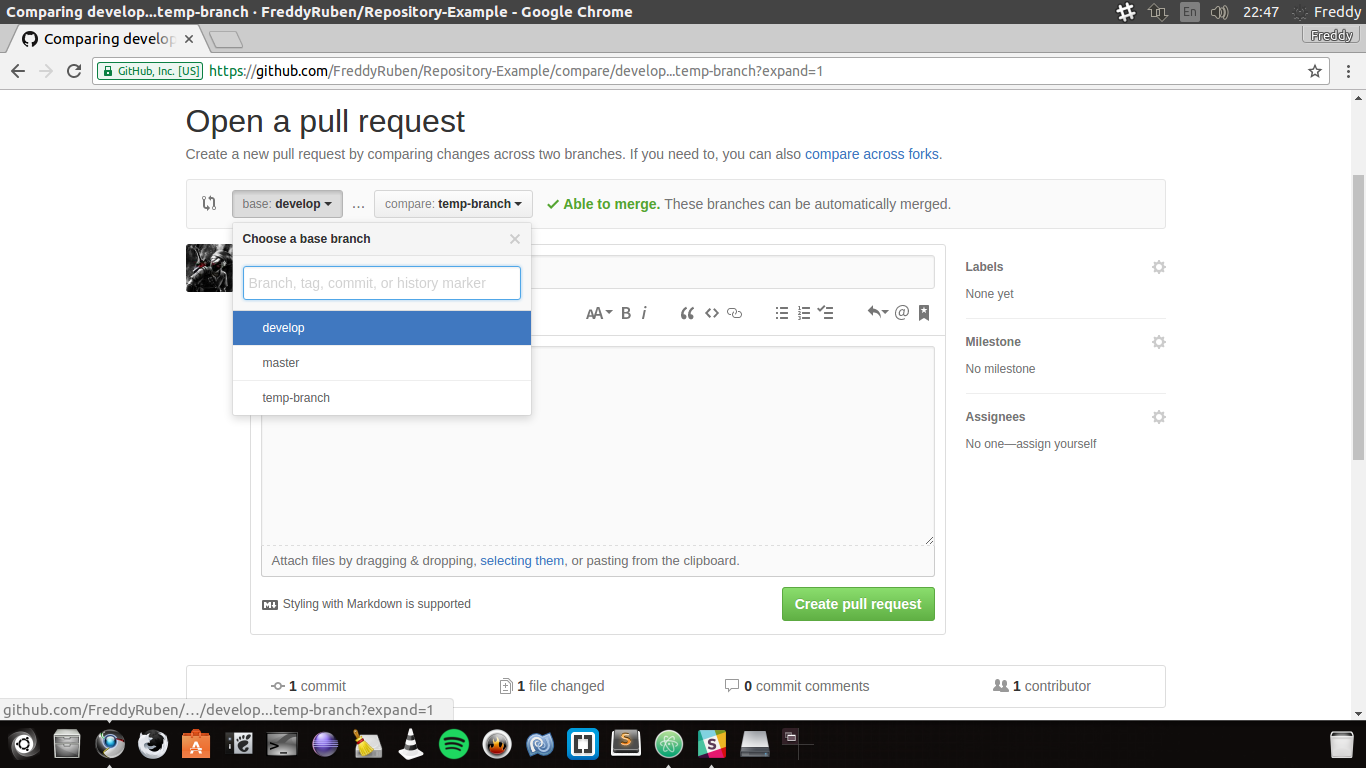 Comparing develop...temp-branch · FreddyRuben/Repository-Example - Google Chrome
En
22:47
Freddy
Comparing develop
Freddy
GitHub, Inc. [US]
https://github.com/FreddyRuben/Repository-Example/compare/develop...temp-branch?expand=1
Open a pull request
Create a new pull request by comparing changes across two branches. If you need to, you can also compare across forks.
base: develop
...
compare: temp-branch
Able to merge. These branches can be automatically merged.
Choose a base branch
Branch, tag, commit, or history marker
develop
master
temp-branch
AA B i
Labels
None yet
Milestone
No milestone
Assignees
No one—assign yourself
Attach files by dragging & dropping, selecting them, or pasting from the clipboard.
Styling with Markdown is supported
Create pull request
1 commit
1 file changed
0 commit comments
1 contributor
github.com/FreddyRuben/…/develop...temp-branch?expand=1